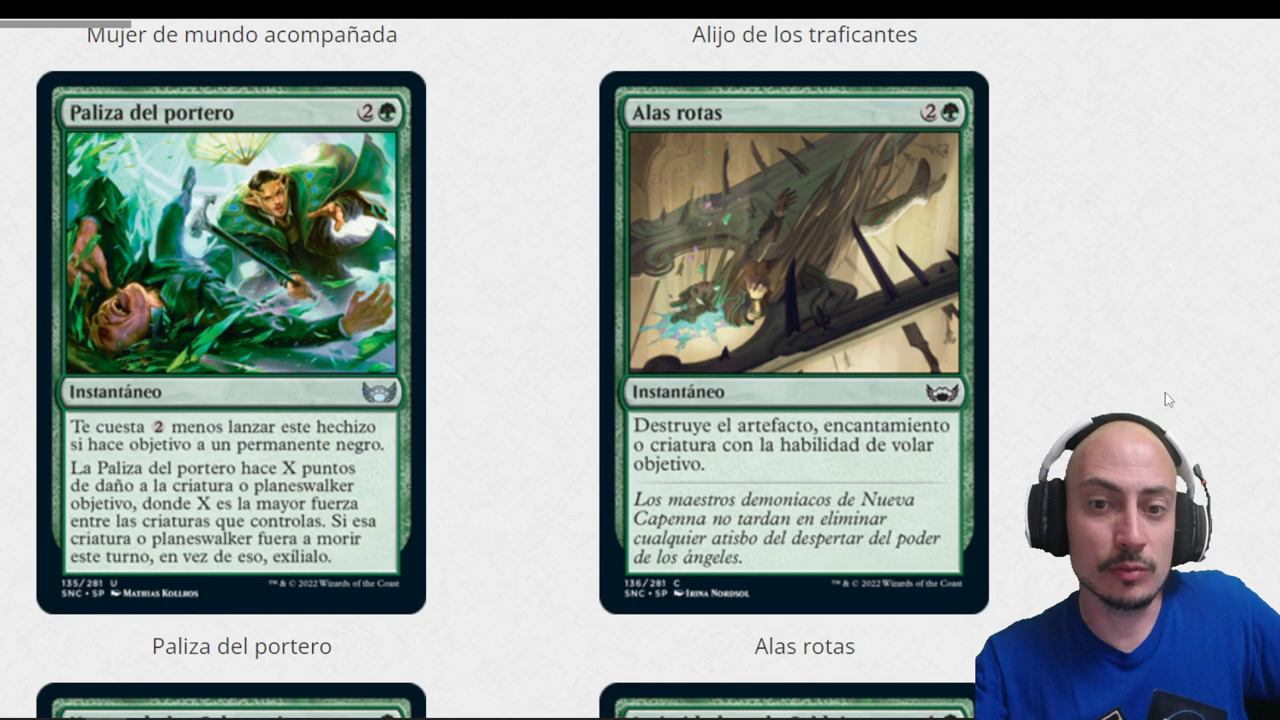 Mujer de mundo acompañada
Alijo de los traficantes
Paliza del portero 2
Instantáneo
Te cuesta 2 menos lanzar este hechizo
si hace objetivo a un permanente negro.
La Paliza del portero hace X puntos
de daño a la criatura o planeswalker
objetivo, donde X es la mayor fuerza
entre las criaturas que controlas. Si esa
criatura o planeswalker fuera a morir
este turno, en vez de eso, exílialo.
135/281 U
SNC • SP MATHIAS KOLLROS
™ & © 2022 Wizards of the Coast
Paliza del portero
Alas rotas 2
Instantáneo
Destruye el artefacto, encantamiento
o criatura con la habilidad de volar
objetivo.
Los maestros demoníacos de Nueva
Capenna no tardan en eliminar
cualquier atisbo del despertar del poder
de los ángeles.
136/281 C
SNC • SP IRINA NORDSOL
™ & © 2022 Wizards of the Coast
Alas rotas